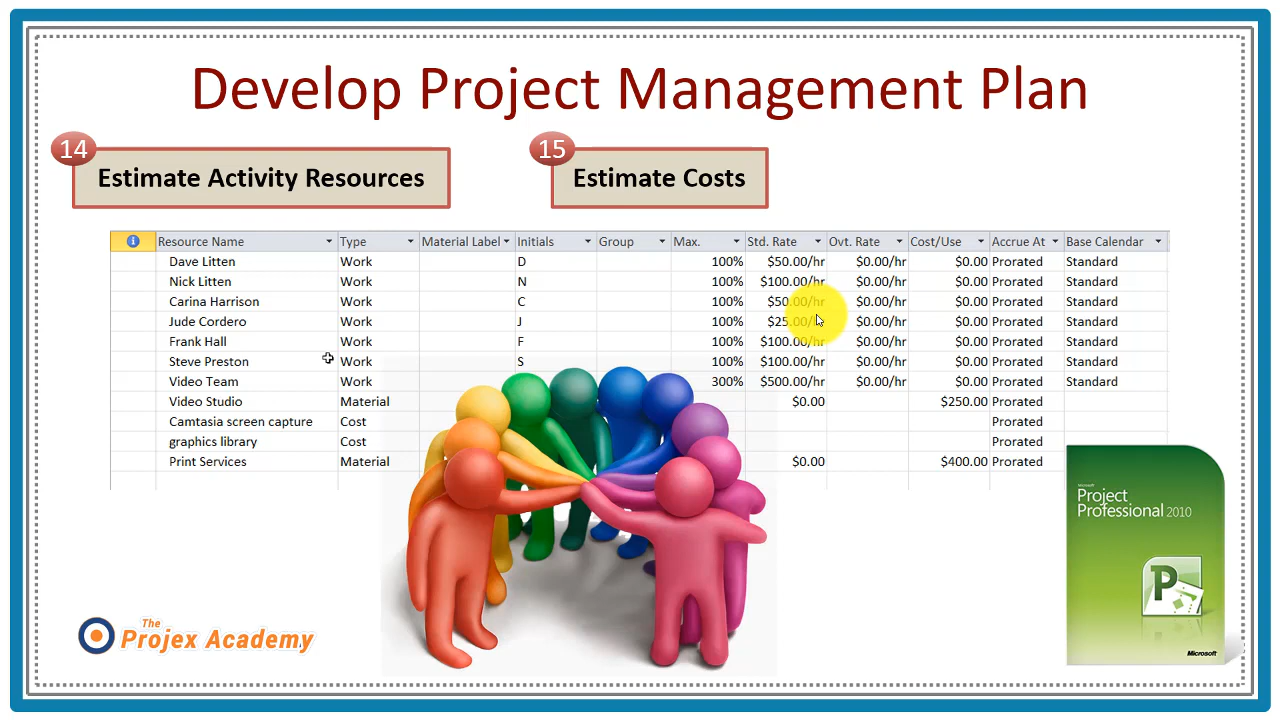 Develop Project Management Plan
14 Estimate Activity Resources
15 Estimate Costs
Resource Name Type Material Label Initials Group Max. Std. Rate Ovt. Rate Cost/Use Accrue At Base Calendar
Dave Litten Work D 100% $50.00/hr $0.00/hr $0.00 Prorated Standard
Nick Litten Work N 100% $100.00/hr $0.00/hr $0.00 Prorated Standard
Carina Harrison Work C 100% $50.00/hr $0.00/hr $0.00 Prorated Standard
Jude Cordero Work J 100% $25.00/hr $0.00/hr $0.00 Prorated Standard
Frank Hall Work F 100% $100.00/hr $0.00/hr $0.00 Prorated Standard
Steve Preston Work S 100% $100.00/hr $0.00/hr $0.00 Prorated Standard
Video Team Work 300% $500.00/hr $0.00/hr $0.00 Prorated Standard
Video Studio Material $0.00 $250.00 Prorated
Camtasia screen capture Cost Prorated
graphics library Cost Prorated
Print Services Material $0.00 $400.00 Prorated
Microsoft
Project
Professional 2010
P
Microsoft
The
Projex Academy